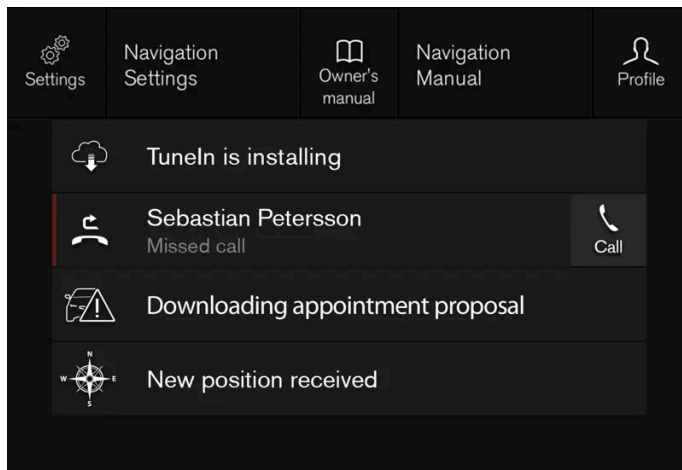 Settings
Navigation
Settings
Owner's
manual
Navigation
Manual
Profile
TuneIn is installing
Sebastian Petersson
Missed call
Call
Downloading appointment proposal
N
W
E
S
New position received